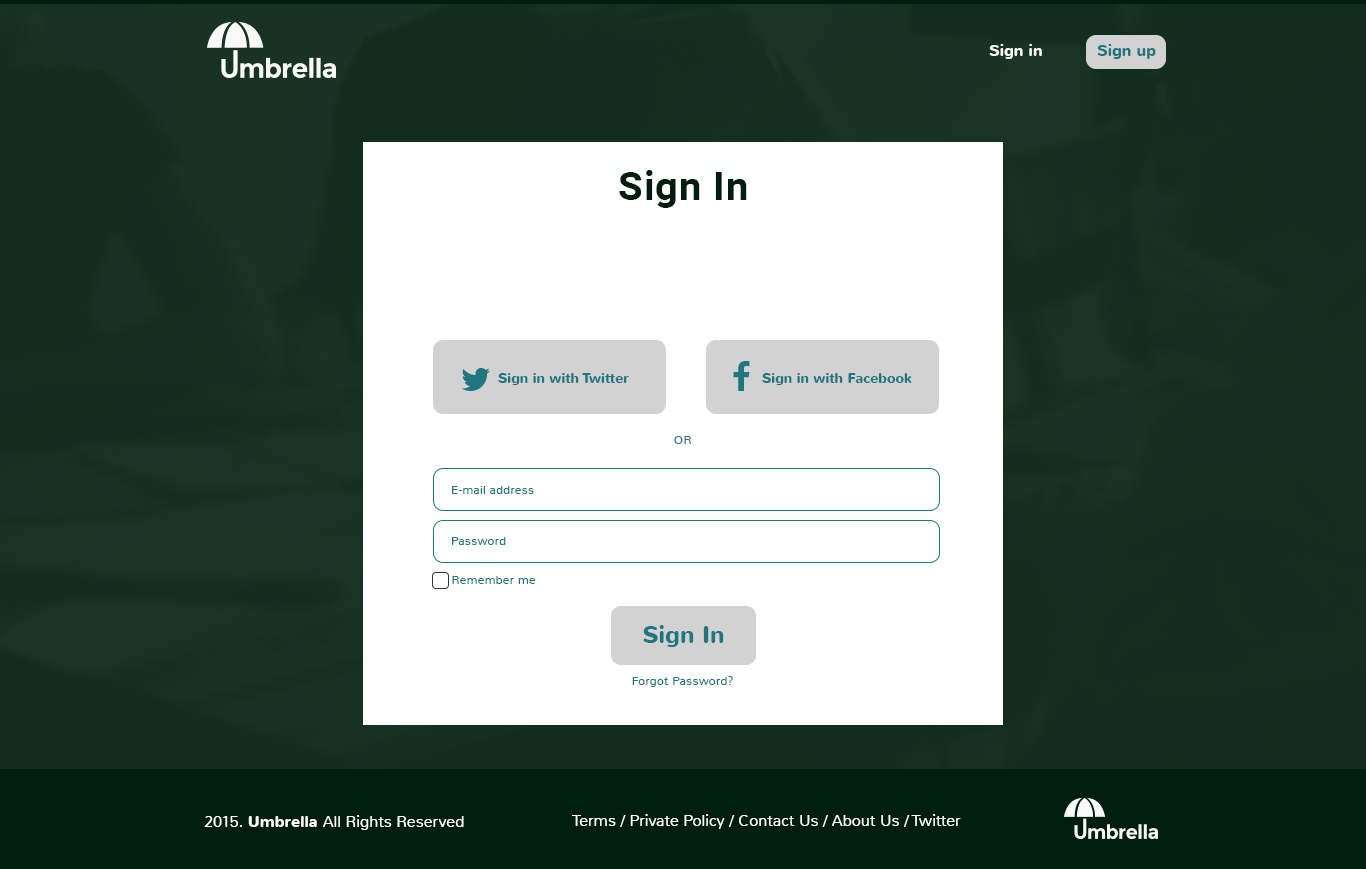 Umbrella
Sign in
Sign up
Sign In
Sign in with Twitter
Sign in with Facebook
OR
E-mail address
Password
Remember me
Sign In
Forgot Password?
2015. Umbrella All Rights Reserved
Terms / Private Policy / Contact Us / About Us / Twitter
Umbrella